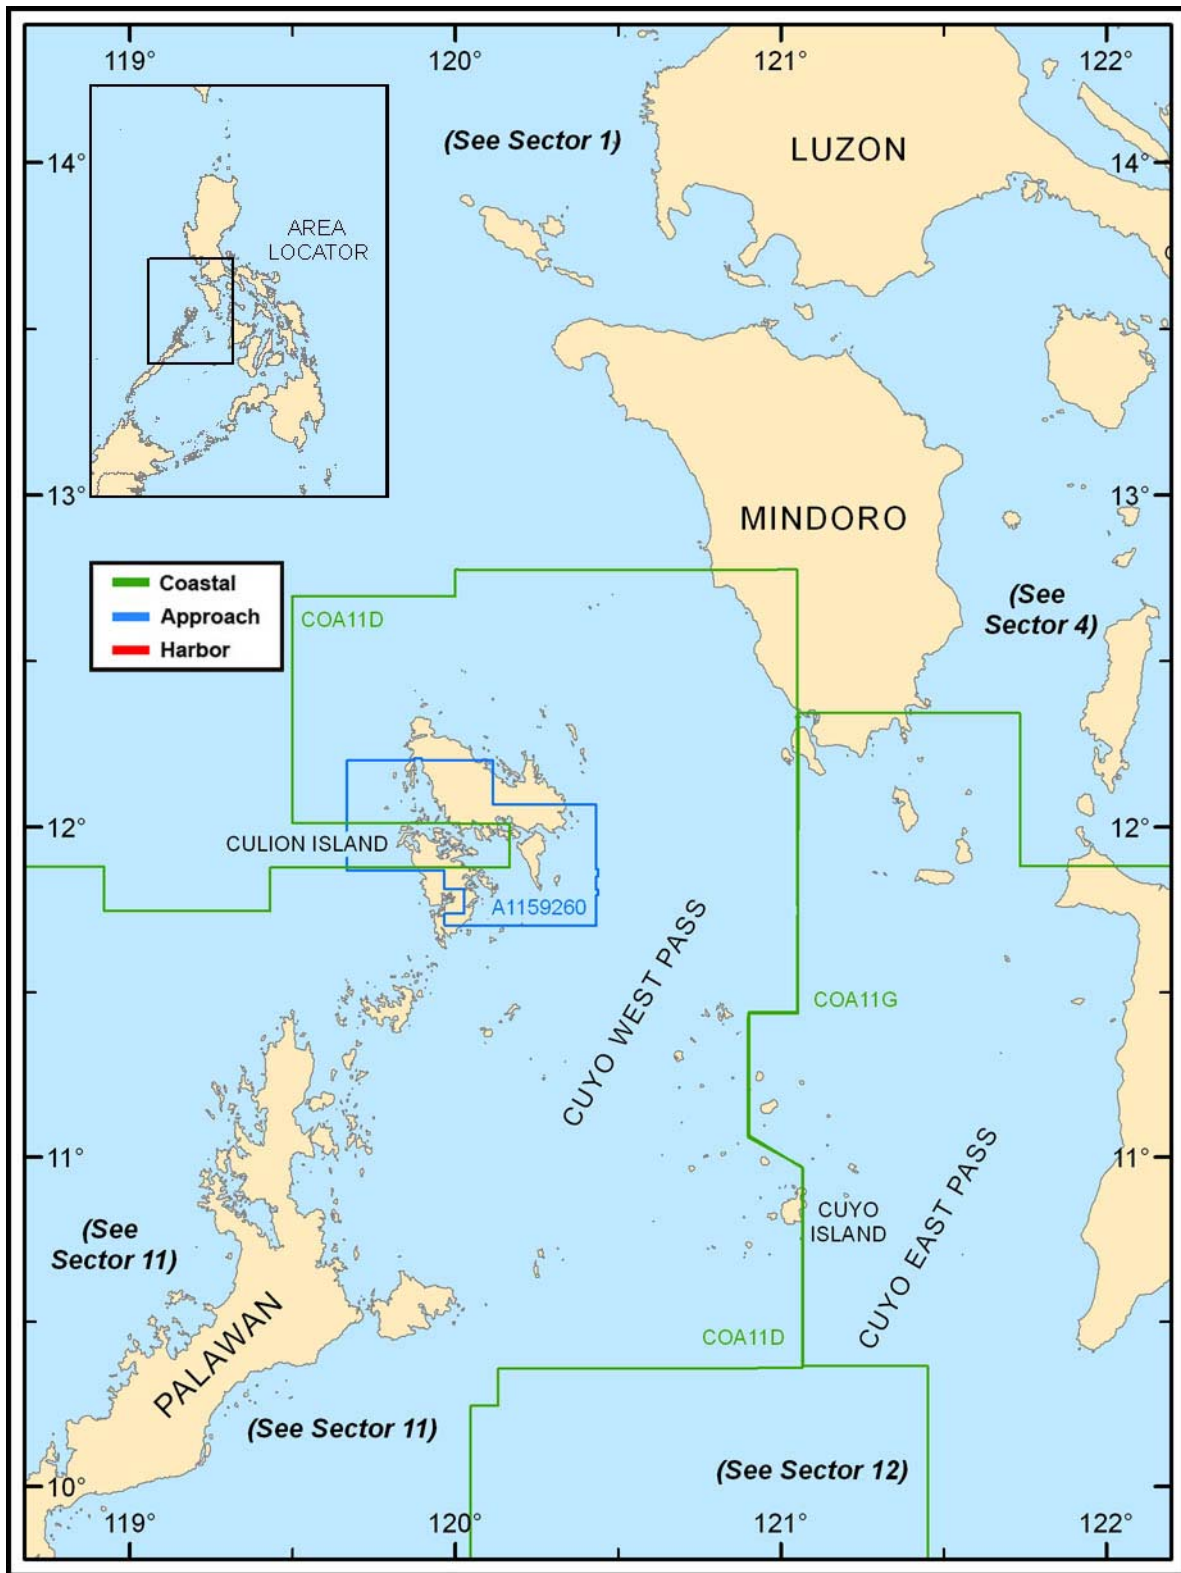 119°
120°
121°
122°
(See Sector 1)
LUZON
14°
14°
AREA
LOCATOR
13°
13°
MINDORO
Coastal
Approach
Harbor
COA11D
(See
Sector 4)
12°
12°
CULION ISLAND
A1159260
CUYO WEST PASS
COA11G
11°
11°
CUYO
ISLAND
CUYO EAST PASS
(See
Sector 11)
PALAWAN
COA11D
(See Sector 11)
(See Sector 12)
10°
119°
120°
121°
122°